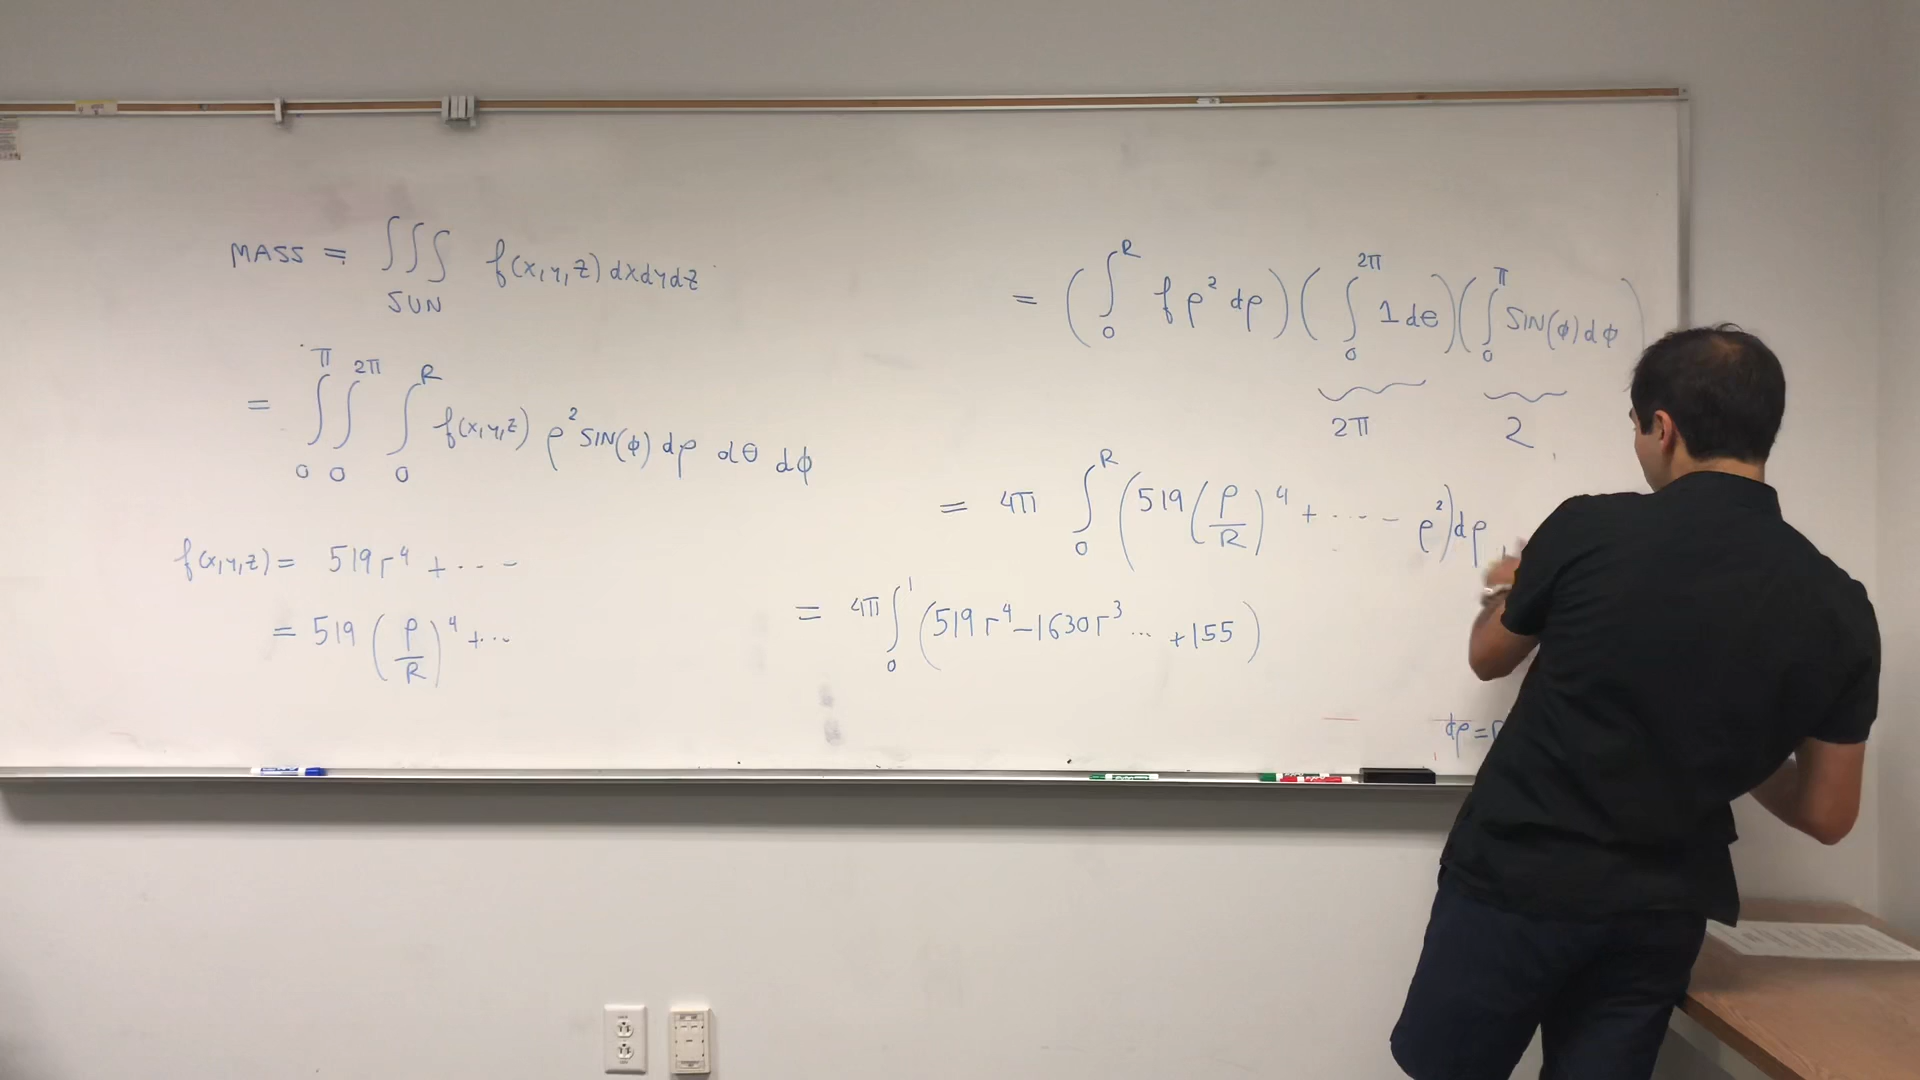 MASS = ∫∫∫ f(x,y,z) dxdydz
SUN
= ∫₀^π ∫₀^2π ∫₀^R f(x,y,z) ρ² SIN(φ) dρ dθ dφ
f(x,y,z) = 519r⁴ + ---
= 519 (ρ/R)⁴ + ...
= (∫₀^R f ρ² dρ) (∫₀^2π 1 dθ) (∫₀^π SIN(φ) dφ)
2π 2
= 4π ∫₀^R (519 (ρ/R)⁴ + ---- ρ²) dρ
= 4π ∫₀^1 (519r⁴ - 1630r³ ... + 155)
dρ =